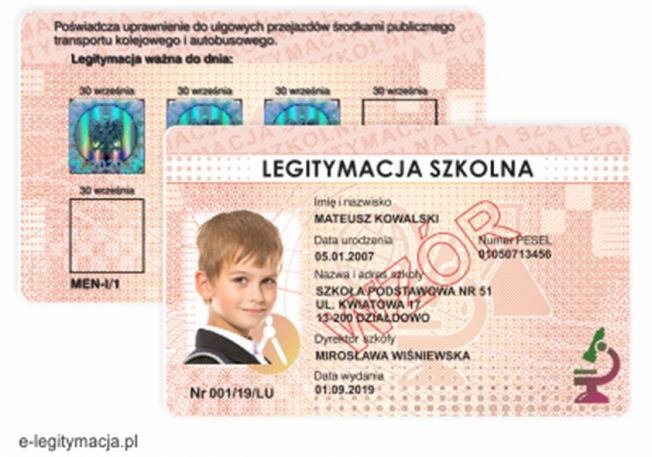 Poświadcza uprawnienie do ulgowych przejazdów środkami publicznego
transportu kolejowego i autobusowego.
Legitymacja ważna do dnia:
30 września 30 września 30 września 30 września
30 września
MEN-I/1
LEGITYMACJA SZKOLNA
Imię i nazwisko
MATEUSZ KOWALSKI
Data urodzenia Numer PESEL
05.01.2007 01050713456
Nazwa i adres szkoły
SZKOŁA PODSTAWOWA NR 51
UL. KWIATOWA 17
13-200 DZIAŁDOWO
Dyrektor szkoły
MIROSŁAWA WIŚNIEWSKA
Data wydania
01.09.2019
Nr 001/19/LU
WZÓR
e-legitymacja.pl